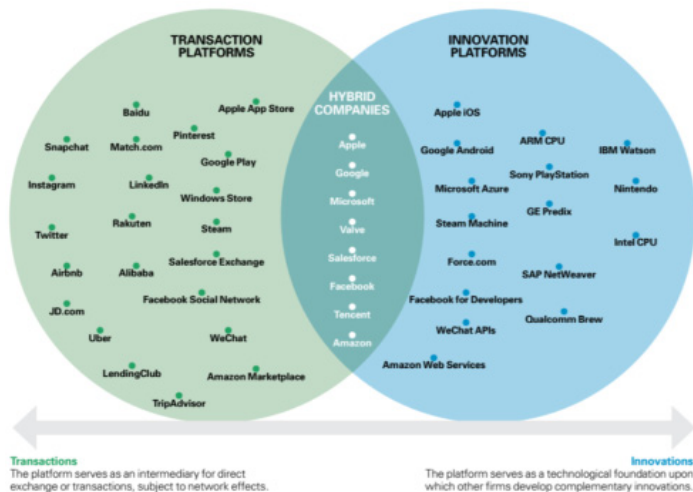 TRANSACTION
PLATFORMS
INNOVATION
PLATFORMS
HYBRID
COMPANIES
Baidu
Apple App Store
Pinterest
Snapchat
Match.com
Google Play
Instagram
LinkedIn
Windows Store
Rakuten
Steam
Twitter
Salesforce Exchange
Airbnb
Alibaba
Facebook Social Network
JD.com
Uber
WeChat
LendingClub
Amazon Marketplace
TripAdvisor
Apple
Google
Microsoft
Valve
Salesforce
Facebook
Tencent
Amazon
Apple iOS
ARM CPU
Google Android
IBM Watson
Sony PlayStation
Microsoft Azure
Nintendo
GE Predix
Steam Machine
Intel CPU
Force.com
SAP NetWeaver
Facebook for Developers
Qualcomm Brew
WeChat APIs
Amazon Web Services
Transactions
The platform serves as an intermediary for direct
exchange or transactions, subject to network effects.
Innovations
The platform serves as a technological foundation upon
which other firms develop complementary innovations.